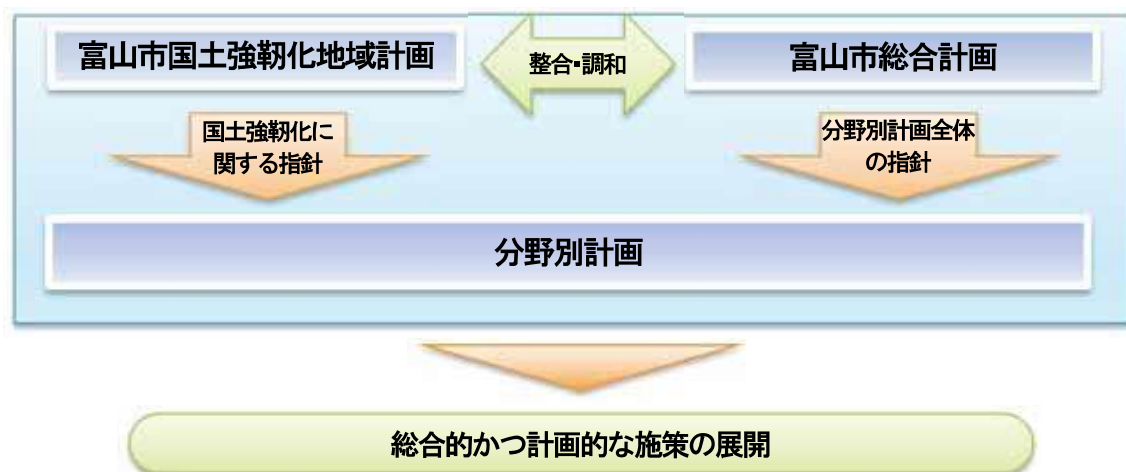 富山市国土強靭化地域計画
整合・調和
富山市総合計画
国土強靭化に
関する指針
分野別計画全体
の指針
分野別計画
総合的かつ計画的な施策の展開